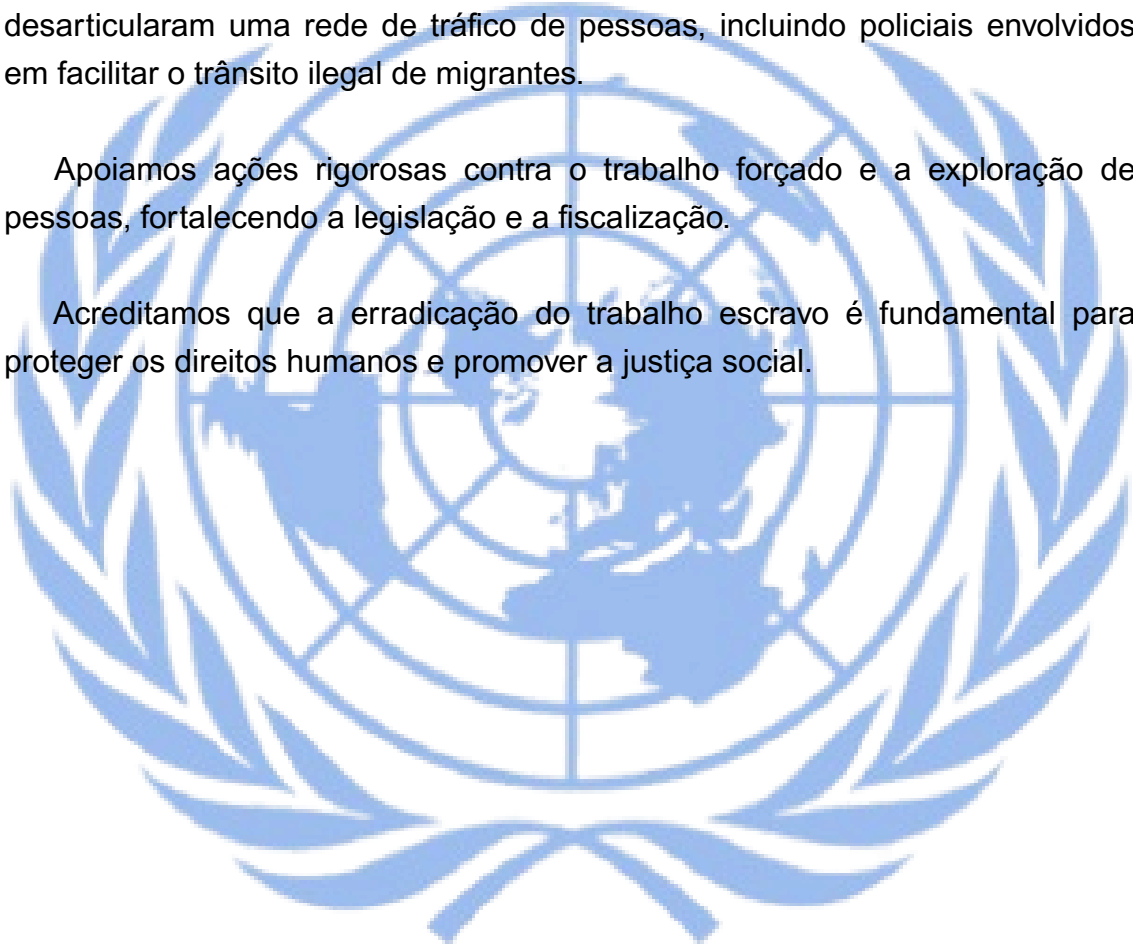 desarticularam uma rede de tráfico de pessoas, incluindo policiais envolvidos
em facilitar o trânsito ilegal de migrantes.
Apoiamos ações rigorosas contra o trabalho forçado e a exploração de
pessoas, fortalecendo a legislação e a fiscalização.
Acreditamos que a erradicação do trabalho escravo é fundamental para
proteger os direitos humanos e promover a justiça social.